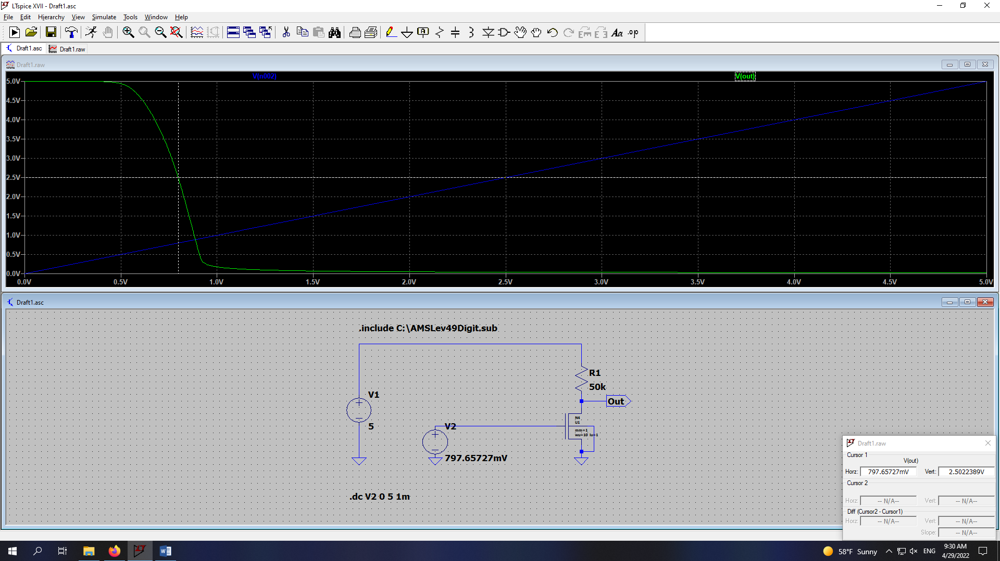 LTspice XVII - Draft1.asc
File Edit Hierarchy View Simulate Tools Window Help
Draft1.asc Draft1.raw
Draft1.raw
V(n002) V(out)
5.0V
4.5V
4.0V
3.5V
3.0V
2.5V
2.0V
1.5V
1.0V
0.5V
0.0V
0.0V 0.5V 1.0V 1.5V 2.0V 2.5V 3.0V 3.5V 4.0V 4.5V 5.0V
Draft1.asc
.include C:\AMSLev49Digit.sub
R1
50k
V1
5
Out
N4
U1
mm=1
wu=10 lu=1
V2
797.65727mV
.dc V2 0 5 1m
Draft1.raw
Cursor 1
V(out)
Horz: 797.65727mV Vert: 2.5022389V
Cursor 2
Horz: -- N/A-- Vert: -- N/A--
Diff (Cursor2 - Cursor1)
Horz: -- N/A-- Vert: -- N/A--
Slope: -- N/A--
58°F Sunny ENG 9:30 AM
4/29/2022